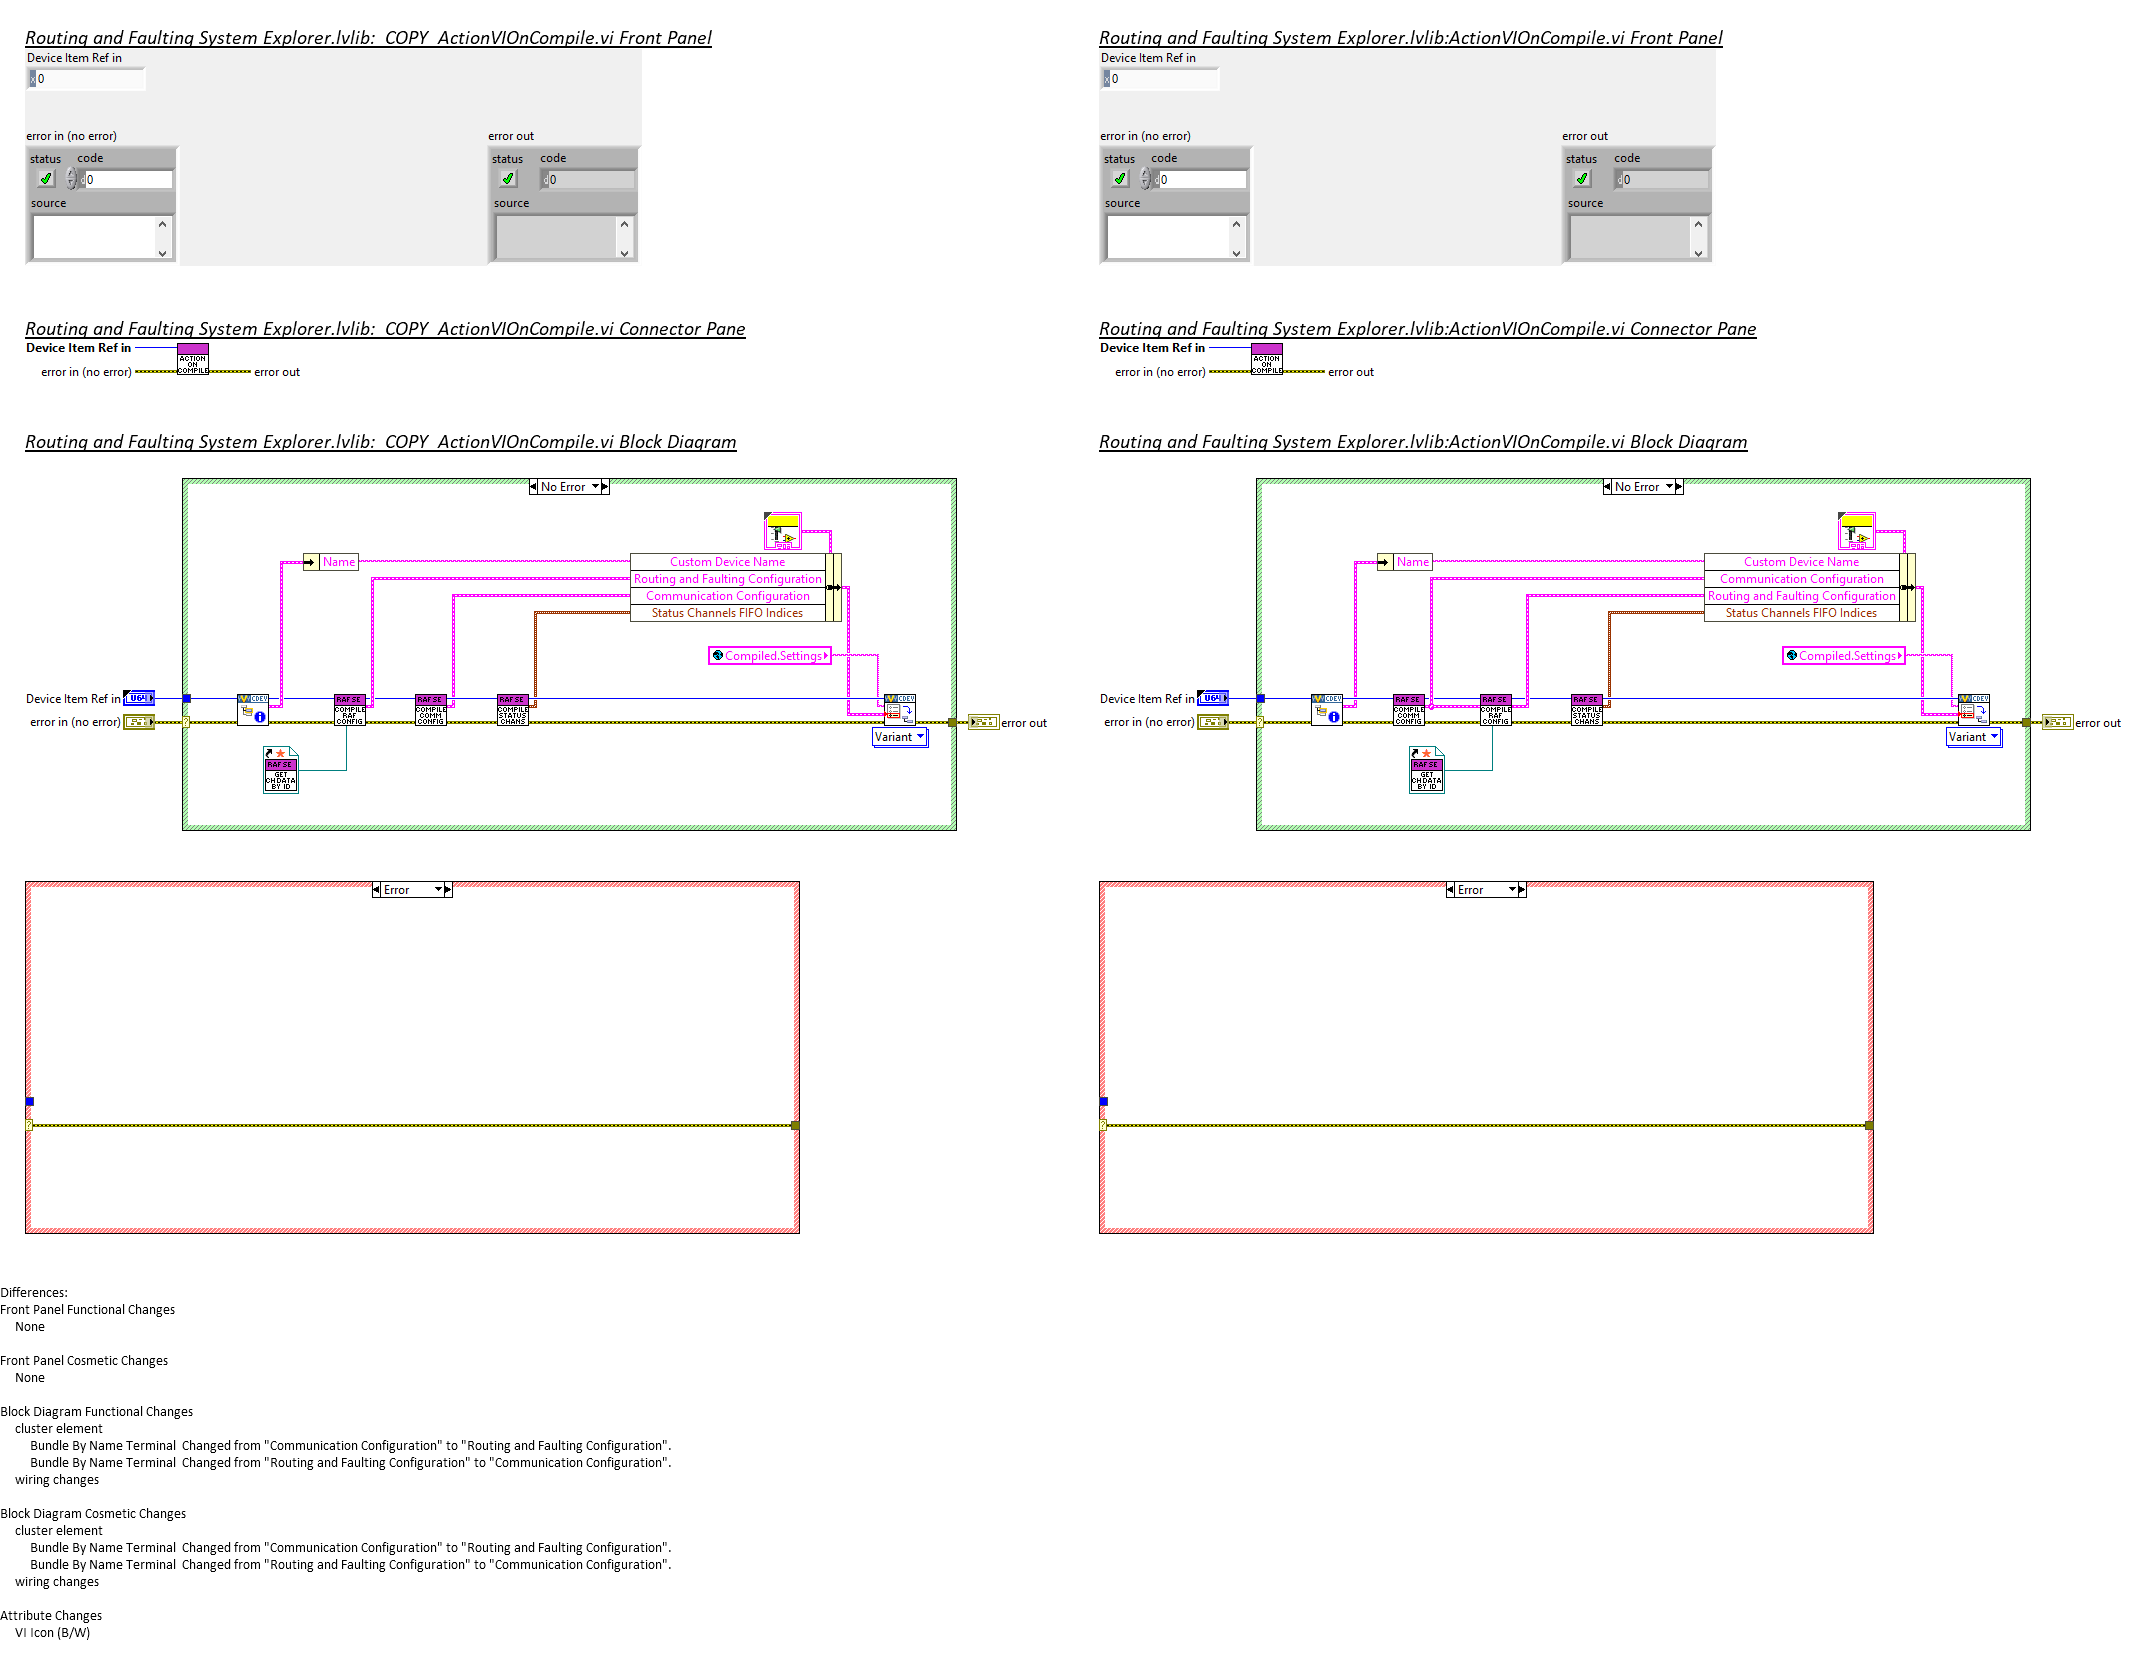 Routing and Faulting System Explorer.lvlib:_COPY_ActionVIOnCompile.vi Front Panel
Device Item Ref in
x 0
error in (no error)
error out
status code
d 0
source
status code
d 0
source
Routing and Faulting System Explorer.lvlib:ActionVIOnCompile.vi Front Panel
Device Item Ref in
x 0
error in (no error)
error out
status code
d 0
source
status code
d 0
source
Routing and Faulting System Explorer.lvlib:_COPY_ActionVIOnCompile.vi Connector Pane
Device Item Ref in
error in (no error)
ACTION
ON
COMPILE
error out
Routing and Faulting System Explorer.lvlib:ActionVIOnCompile.vi Connector Pane
Device Item Ref in
error in (no error)
ACTION
ON
COMPILE
error out
Routing and Faulting System Explorer.lvlib:_COPY_ActionVIOnCompile.vi Block Diagram
No Error
Name
Custom Device Name
Routing and Faulting Configuration
Communication Configuration
Status Channels FIFO Indices
Compiled.Settings
Device Item Ref in
U64
error in (no error)
?
CDEV
RAF SE
COMPILE
RAF
CONFIG
RAF SE
COMPILE
COMM
CONFIG
RAF SE
COMPILE
STATUS
CHANS
CDEV
error out
Variant
RAF SE
GET
CH DATA
BY ID
Routing and Faulting System Explorer.lvlib:ActionVIOnCompile.vi Block Diagram
No Error
Name
Custom Device Name
Communication Configuration
Routing and Faulting Configuration
Status Channels FIFO Indices
Compiled.Settings
Device Item Ref in
U64
error in (no error)
?
CDEV
RAF SE
COMPILE
COMM
CONFIG
RAF SE
COMPILE
RAF
CONFIG
RAF SE
COMPILE
STATUS
CHANS
CDEV
error out
Variant
RAF SE
GET
CH DATA
BY ID
Error
?
Error
?
Differences:
Front Panel Functional Changes
None
Front Panel Cosmetic Changes
None
Block Diagram Functional Changes
cluster element
Bundle By Name Terminal  Changed from "Communication Configuration" to "Routing and Faulting Configuration".
Bundle By Name Terminal  Changed from "Routing and Faulting Configuration" to "Communication Configuration".
wiring changes
Block Diagram Cosmetic Changes
cluster element
Bundle By Name Terminal  Changed from "Communication Configuration" to "Routing and Faulting Configuration".
Bundle By Name Terminal  Changed from "Routing and Faulting Configuration" to "Communication Configuration".
wiring changes
Attribute Changes
VI Icon (B/W)